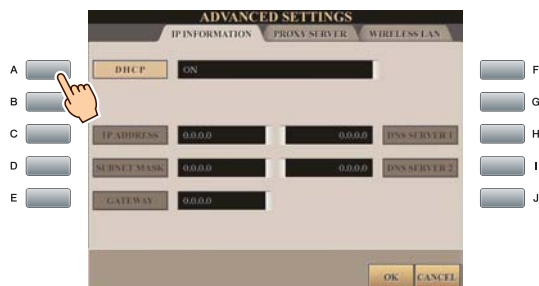 ADVANCED SETTINGS
IP INFORMATION PROXY SERVER WIRELESS LAN
A DHCP ON F
B G
C IP ADDRESS 0.0.0.0 0.0.0.0 DNS SERVER 1 H
D SUBNET MASK 0.0.0.0 0.0.0.0 DNS SERVER 2 I
E GATEWAY 0.0.0.0 J
OK CANCEL